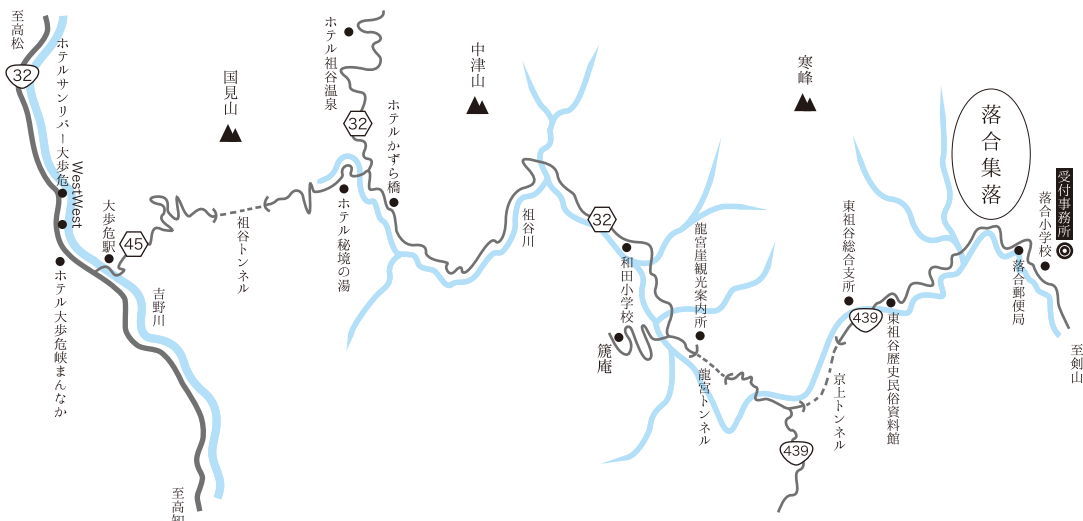 至高松
32
ホテルサンリバー大歩危
WestWest
大歩危駅
45
ホテル大歩危峡まんなか
吉野川
至高知
国見山
祖谷トンネル
ホテル祖谷温泉
32
ホテル秘境の湯
ホテルかずら橋
中津山
祖谷川
32
和田小学校
篪庵
龍宮崖観光案内所
龍宮トンネル
寒峰
東祖谷総合支所
439
東祖谷歴史民俗資料館
京上トンネル
439
落合集落
落合郵便局
落合小学校
受付事務所
至剣山